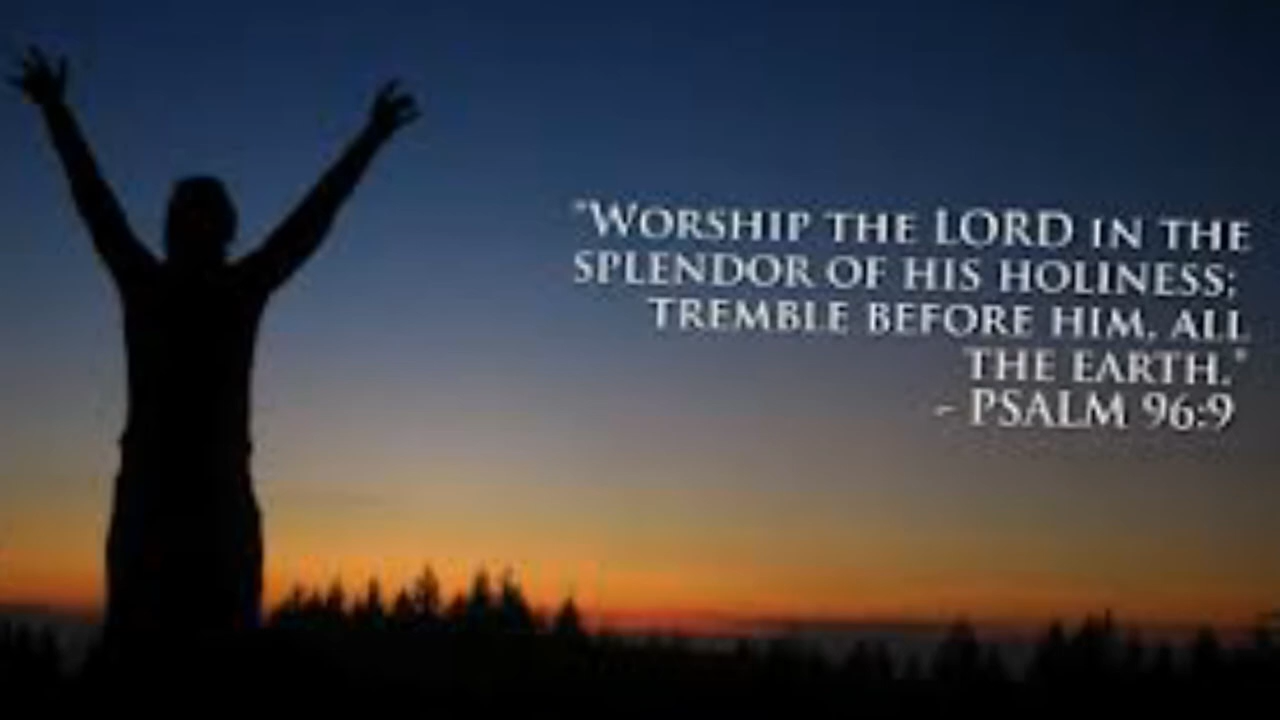 "WORSHIP THE LORD IN THE
SPLENDOR OF HIS HOLINESS;
TREMBLE BEFORE HIM, ALL
THE EARTH."
- PSALM 96:9